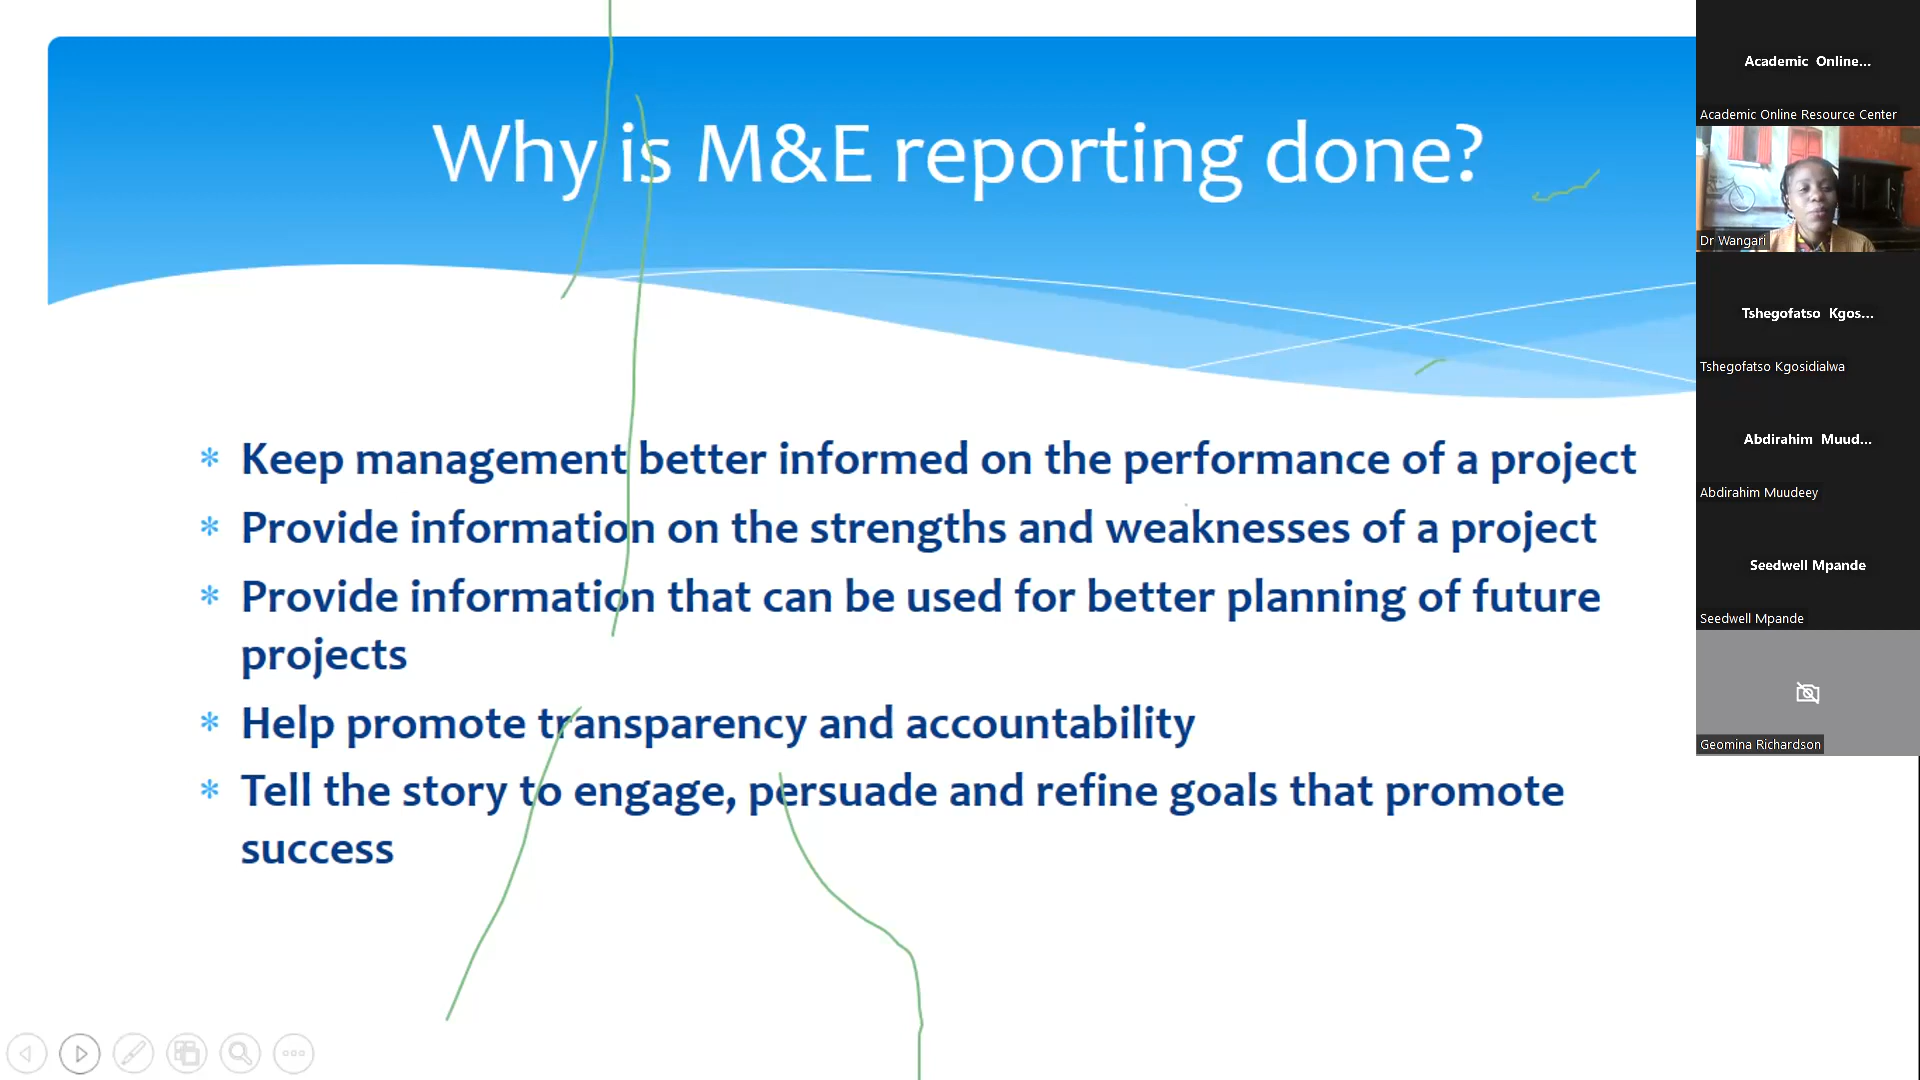 Why is M&E reporting done?
* Keep management better informed on the performance of a project
* Provide information on the strengths and weaknesses of a project
* Provide information that can be used for better planning of future
projects
* Help promote transparency and accountability
* Tell the story to engage, persuade and refine goals that promote
success
Academic Online...
Academic Online Resource Center
Dr Wangari
Tshegofatso Kgos...
Tshegofatso Kgosidialwa
Abdirahim Muud...
Abdirahim Muudeey
Seedwell Mpande
Seedwell Mpande
Geomina Richardson